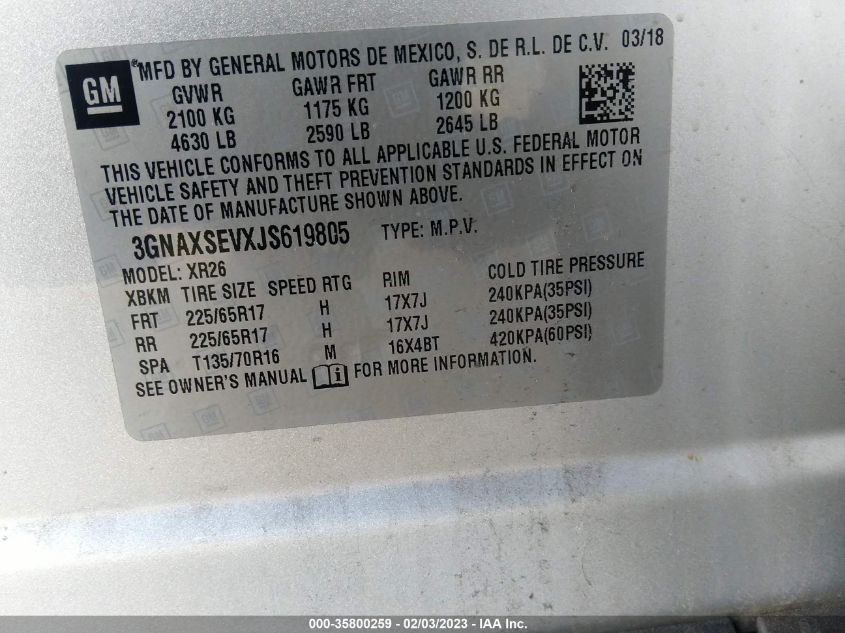 GM
MFD BY GENERAL MOTORS DE MEXICO, S. DE R.L. DE C.V. 03/18
GVWR GAWR FRT GAWR RR
2100 KG 1175 KG 1200 KG
4630 LB 2590 LB 2645 LB
THIS VEHICLE CONFORMS TO ALL APPLICABLE U.S. FEDERAL MOTOR
VEHICLE SAFETY AND THEFT PREVENTION STANDARDS IN EFFECT ON
THE DATE OF MANUFACTURE SHOWN ABOVE.
3GNAXSEVXJS619805 TYPE: M.P.V.
MODEL: XR26
XBKM TIRE SIZE SPEED RTG RIM COLD TIRE PRESSURE
FRT 225/65R17 H 17X7J 240KPA(35PSI)
RR 225/65R17 H 17X7J 240KPA(35PSI)
SPA T135/70R16 M 16X4BT 420KPA(60PSI)
SEE OWNER'S MANUAL FOR MORE INFORMATION.
000-35800259 - 02/03/2023 - IAA Inc.